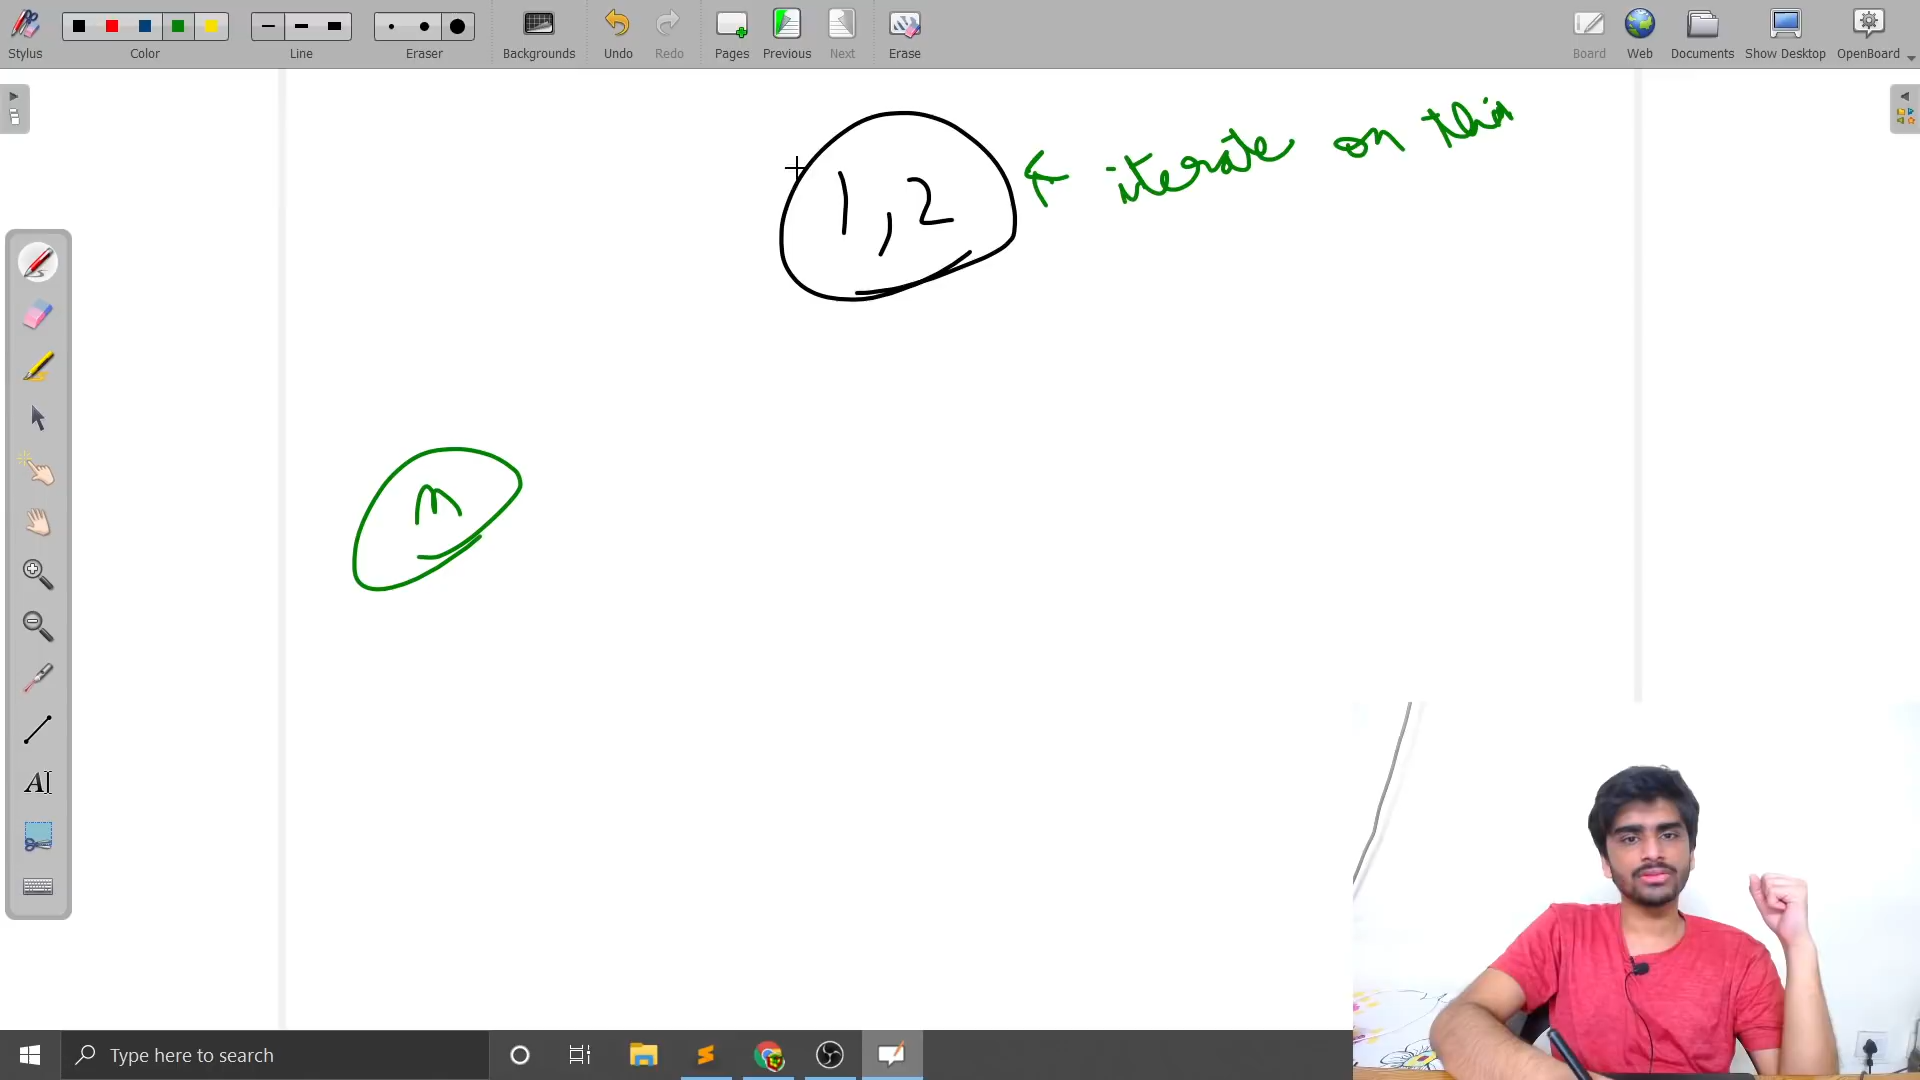 Stylus
Color
Line
Eraser
Backgrounds
Undo
Redo
Pages
Previous
Next
Erase
Board
Web
Documents
Show Desktop
OpenBoard
1,2
iterate on this
n
AI
Type here to search